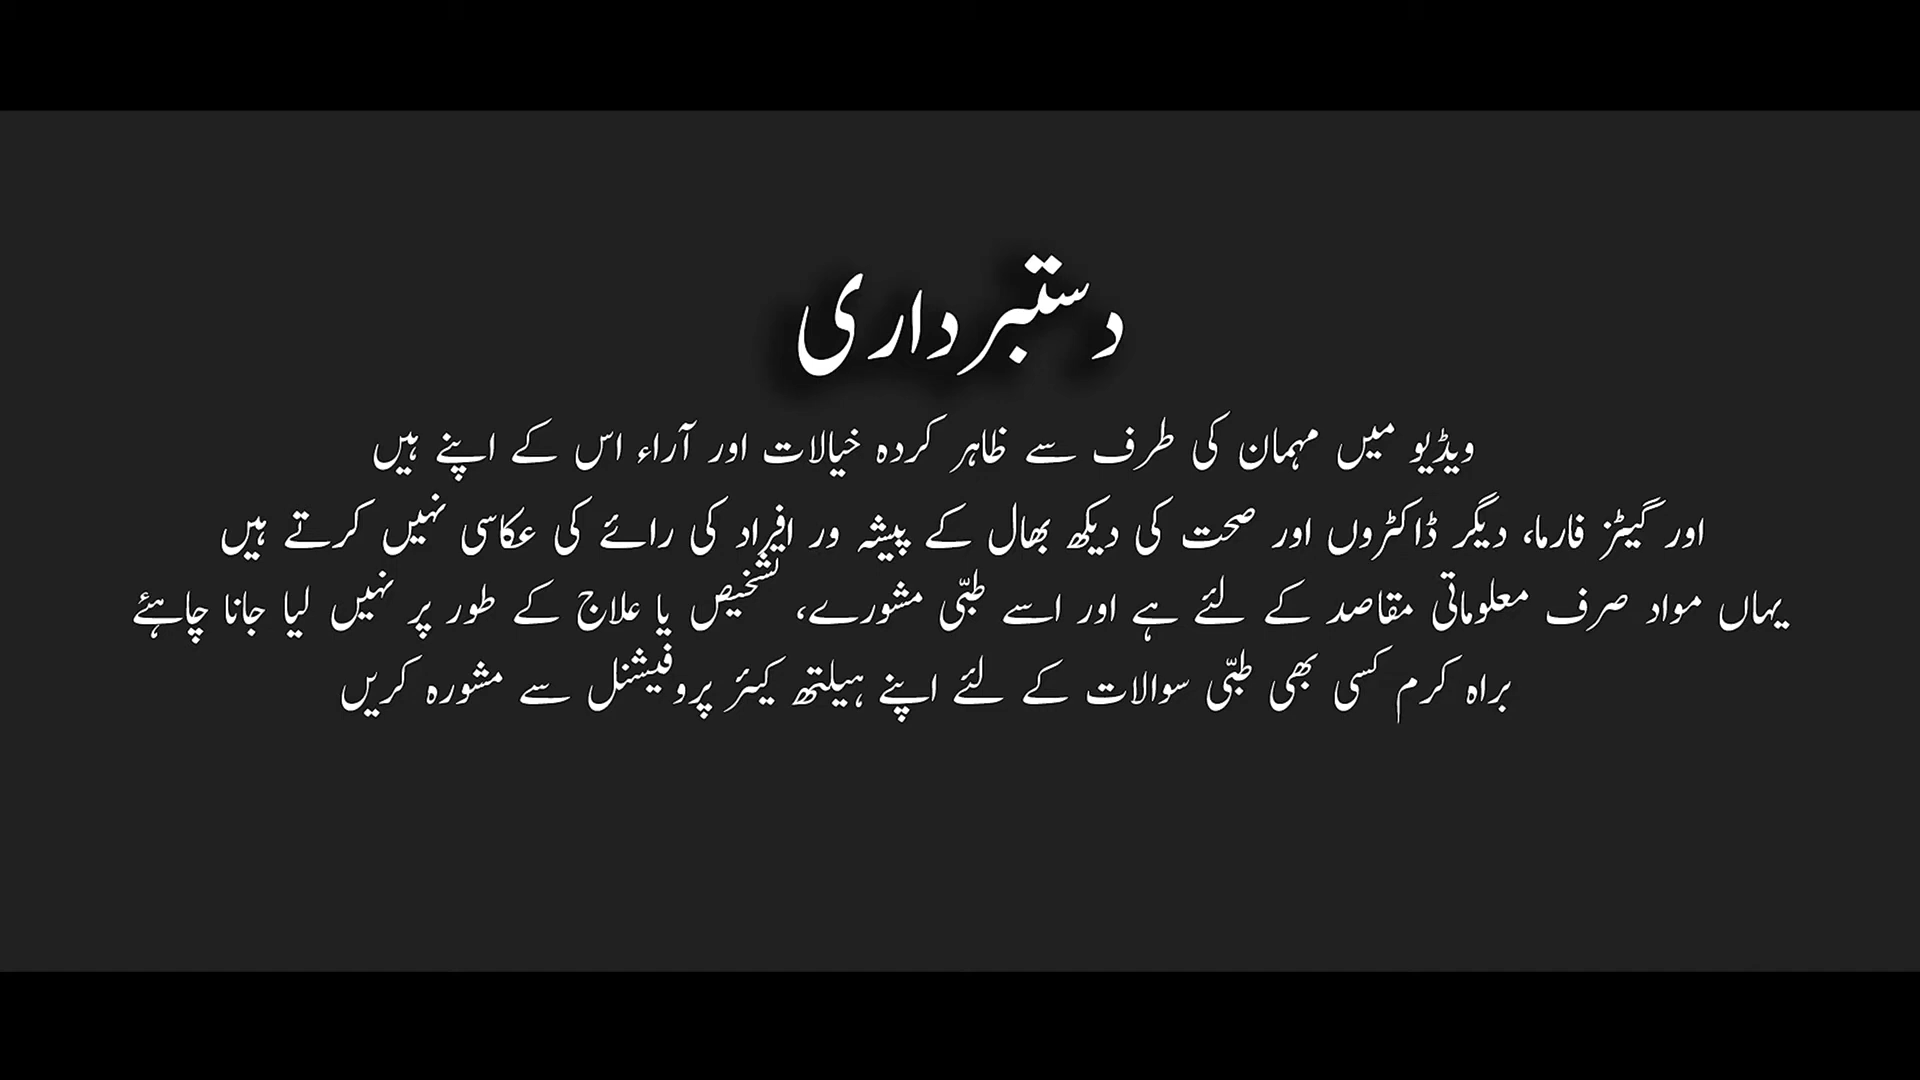 دستبرداری
ویڈیو میں مہمان کی طرف سے ظاہر کردہ خیالات اور آراء اس کے اپنے ہیں
اور گیٹز فارما، دیگر ڈاکٹروں اور صحت کی دیکھ بھال کے پیشہ ور افراد کی رائے کی عکاسی نہیں کرتے ہیں
یہاں مواد صرف معلوماتی مقاصد کے لئے ہے اور اسے طبّی مشورے، تشخیص یا علاج کے طور پر نہیں لیا جانا چاہئے
براہ کرم کسی بھی طبّی سوالات کے لئے اپنے ہیلتھ کیئر پروفیشنل سے مشورہ کریں